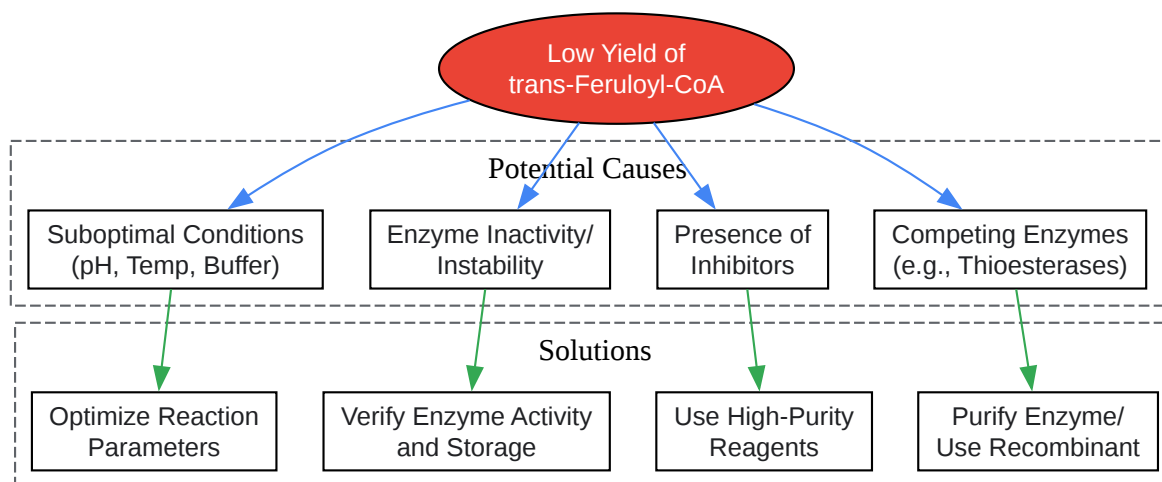 Low Yield of
trans-Feruloyl-CoA
Potential Causes
Suboptimal Conditions
(pH, Temp, Buffer)
Enzyme Inactivity/
Instability
Presence of
Inhibitors
Competing Enzymes
(e.g., Thioesterases)
Solutions
Optimize Reaction
Parameters
Verify Enzyme Activity
and Storage
Use High-Purity
Reagents
Purify Enzyme/
Use Recombinant